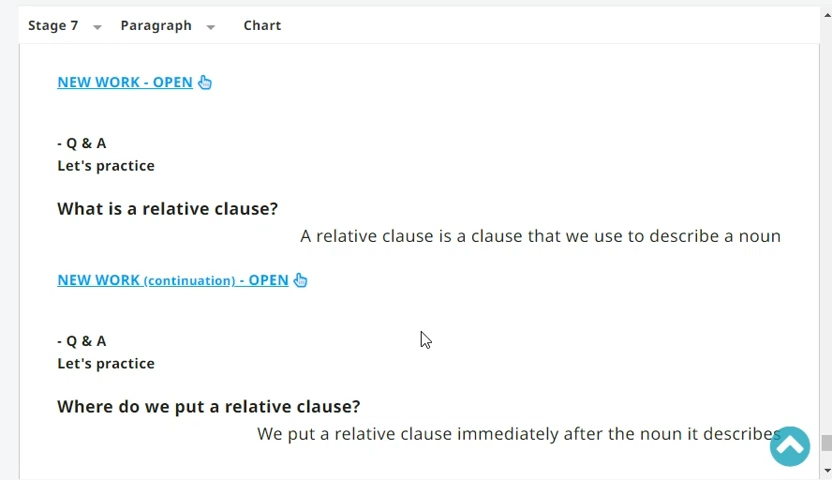 Stage 7 Paragraph Chart
NEW WORK - OPEN
- Q & A
Let's practice
What is a relative clause?
A relative clause is a clause that we use to describe a noun
NEW WORK (continuation) - OPEN
- Q & A
Let's practice
Where do we put a relative clause?
We put a relative clause immediately after the noun it describes